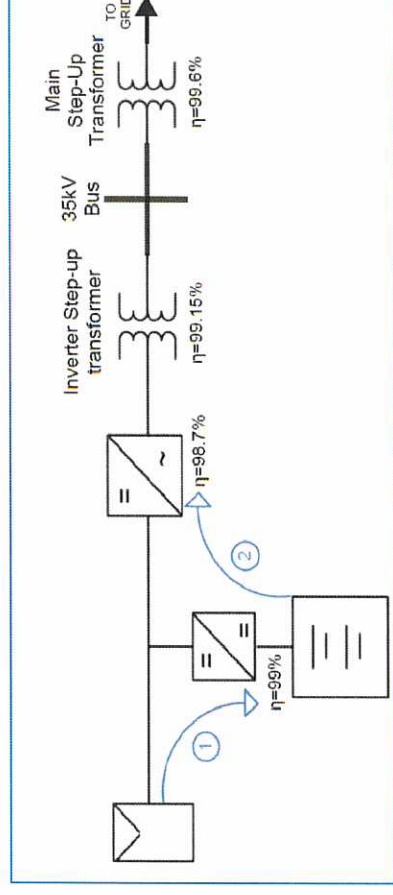 Main
Step-Up
Transformer
TO
GRID
η=99.6%
35kV
Bus
Inverter Step-up
transformer
η=99.15%
=
~
η=98.7%
=
=
η=99%
1
2